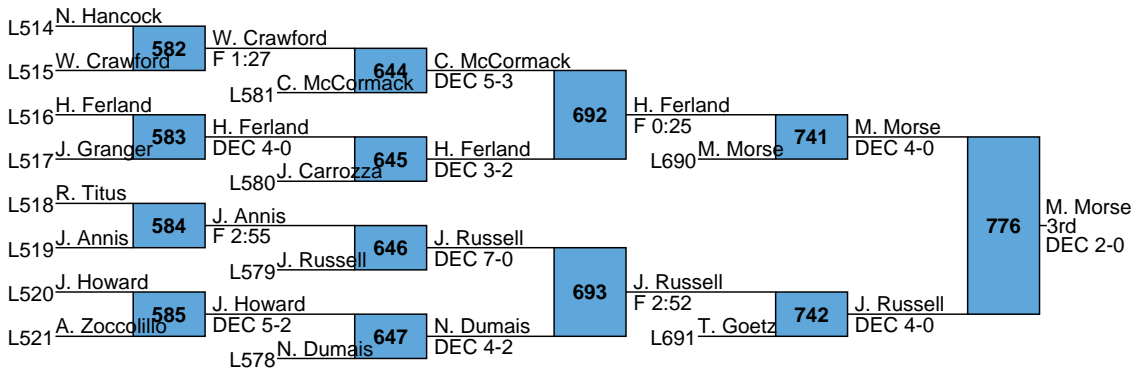 L514 N. Hancock
582
W. Crawford
F 1:27
L515 W. Crawford
644
C. McCormack
DEC 5-3
L581 C. McCormack
L516 H. Ferland
583
H. Ferland
DEC 4-0
L517 J. Granger
645
H. Ferland
DEC 3-2
L580 J. Carrozza
692
H. Ferland
F 0:25
L690 M. Morse
741
M. Morse
DEC 4-0
L518 R. Titus
584
J. Annis
F 2:55
L519 J. Annis
646
J. Russell
DEC 7-0
L579 J. Russell
L520 J. Howard
585
J. Howard
DEC 5-2
L521 A. Zoccolillo
647
N. Dumais
DEC 4-2
L578 N. Dumais
693
J. Russell
F 2:52
L691 T. Goetz
742
J. Russell
DEC 4-0
776
M. Morse
3rd
DEC 2-0